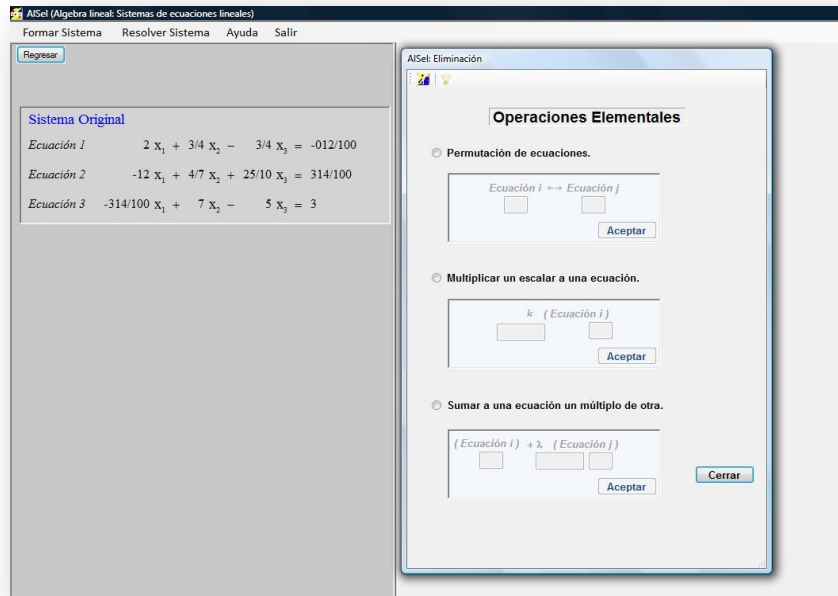 AlSel (Algebra lineal: Sistemas de ecuaciones lineales)
Formar Sistema Resolver Sistema Ayuda Salir
Regresar
Sistema Original
Ecuación 1 2 x₁ + 3/4 x₂ - 3/4 x₃ = -012/100
Ecuación 2 -12 x₁ + 4/7 x₂ + 25/10 x₃ = 314/100
Ecuación 3 -314/100 x₁ + 7 x₂ - 5 x₃ = 3
AlSel: Eliminación
Operaciones Elementales
Permutación de ecuaciones.
Ecuación i ↔ Ecuación j
Aceptar
Multiplicar un escalar a una ecuación.
k ( Ecuación i )
Aceptar
Sumar a una ecuación un múltiplo de otra.
( Ecuación i ) + λ ( Ecuación j )
Aceptar
Cerrar